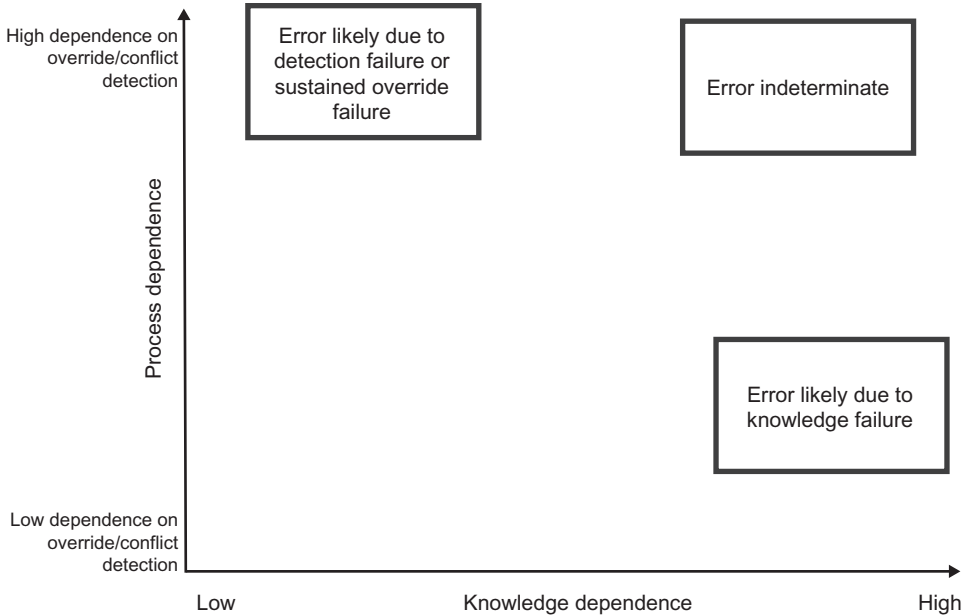 High dependence on
override/conflict
detection
Error likely due to
detection failure or
sustained override
failure
Error indeterminate
Process dependence
Error likely due to
knowledge failure
Low dependence on
override/conflict
detection
Low
Knowledge dependence
High